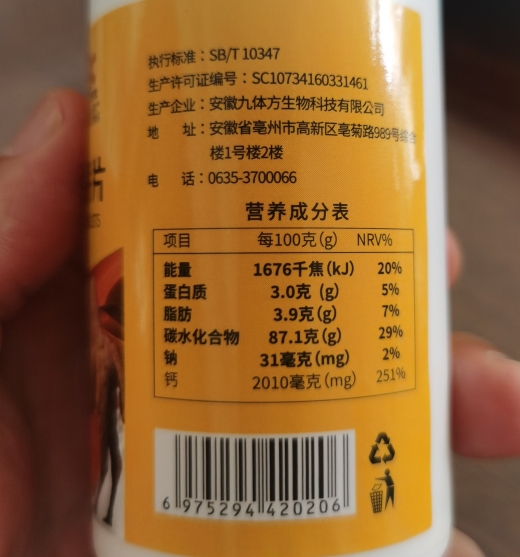 执行标准：SB/T 10347
生产许可证编号：SC10734160331461
生产企业：安徽九体方生物科技有限公司
地 址：安徽省亳州市高新区亳菊路989号综合
楼1号楼2楼
电 话：0635-3700066
片
营养成分表
项目 每100克(g) NRV%
能量 1676千焦(kJ) 20%
蛋白质 3.0克 (g) 5%
脂肪 3.9克(g) 7%
碳水化合物 87.1克(g) 29%
钠 31毫克(mg) 2%
钙 2010毫克(mg) 251%
6 975294 420206